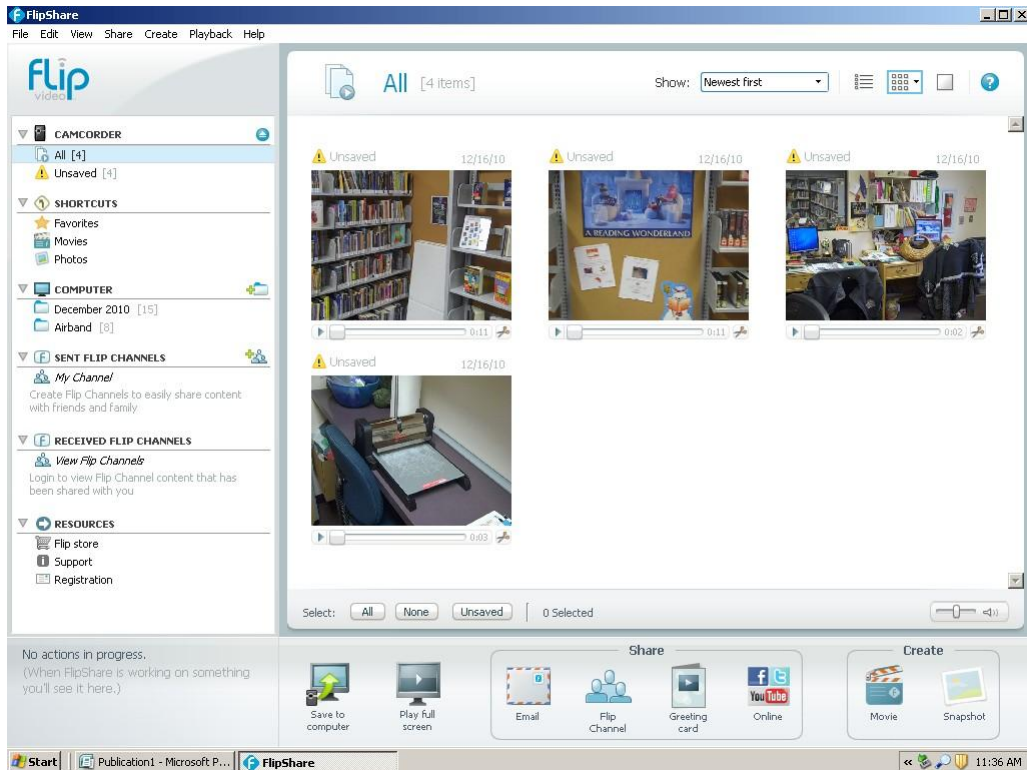 FlipShare
File Edit View Share Create Playback Help
flip
video
CAMCORDER
All [4]
Unsaved [4]
SHORTCUTS
Favorites
Movies
Photos
COMPUTER
December 2010 [15]
Airband [8]
SENT FLIP CHANNELS
My Channel
Create Flip Channels to easily share content
with friends and family
RECEIVED FLIP CHANNELS
View Flip Channels
Login to view Flip Channel content that has
been shared with you
RESOURCES
Flip store
Support
Registration
All [4 items]
Show: Newest first
Unsaved 12/16/10
Unsaved 12/16/10
Unsaved 12/16/10
A READING WONDERLAND
0:11
0:11
0:02
Unsaved 12/16/10
0:03
Select: All None Unsaved 0 Selected
No actions in progress.
(When FlipShare is working on something
you'll see it here.)
Save to
computer
Play full
screen
Share
Email
Flip
Channel
Greeting
card
You Tube
Online
Create
Movie
Snapshot
Start Publication1 - Microsoft P... FlipShare 11:36 AM